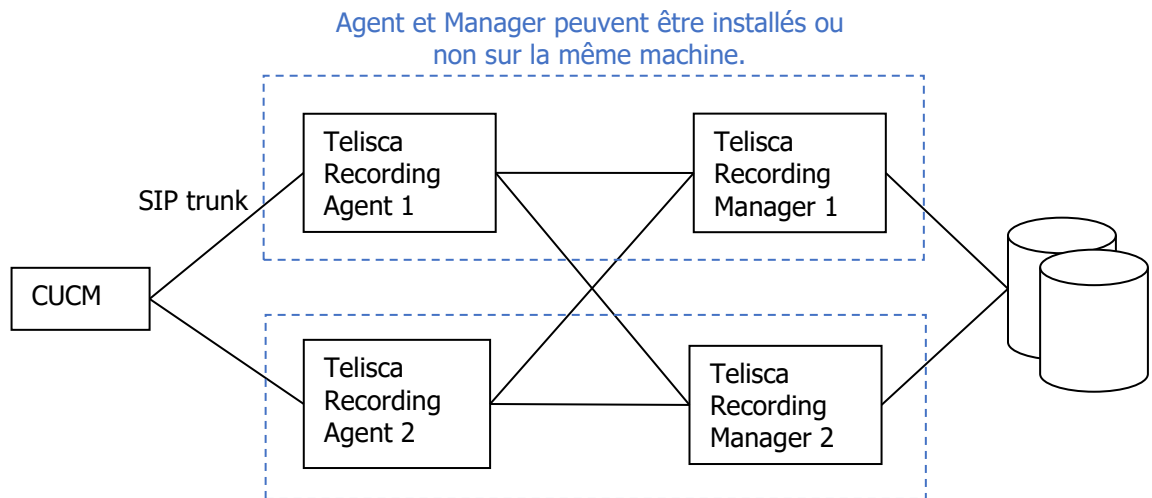 Agent et Manager peuvent être installés ou
non sur la même machine.
Telisca
Recording
Agent 1
Telisca
Recording
Manager 1
SIP trunk
CUCM
Telisca
Recording
Agent 2
Telisca
Recording
Manager 2